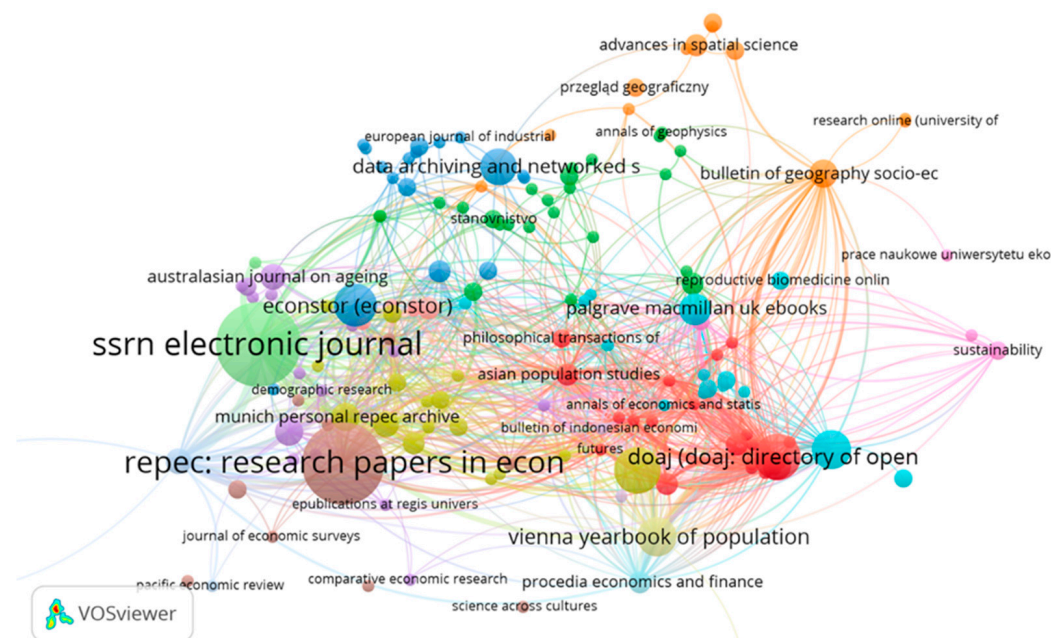 advances in spatial science
przegląd geograficzny
research online (university of
european journal of industrial
annals of geophysics
data archiving and networked s
bulletin of geography socio-ec
stanovnistvo
prace naukowe uniwersytetu eko
australasian journal on ageing
reproductive biomedicine onlin
econstor (econstor)
palgrave macmillan uk ebooks
philosophical transactions of
ssrn electronic journal
sustainability
asian population studies
demographic research
annals of economics and statis
munich personal repec archive
bulletin of indonesian economi
futures
doaj (doaj: directory of open
repec: research papers in econ
epublications at regis univers
journal of economic surveys
vienna yearbook of population
comparative economic research
procedia economics and finance
pacific economic review
science across cultures
VOSviewer